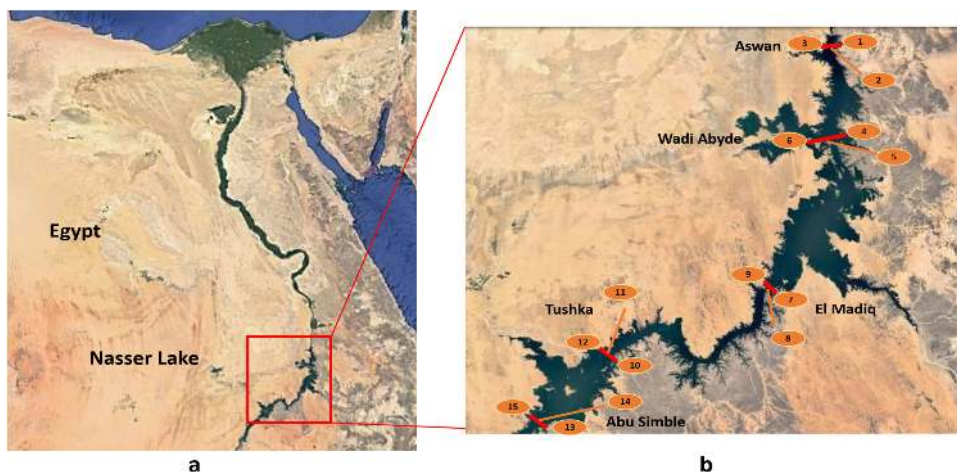 Egypt
Nasser Lake
a
Aswan
3
1
2
Wadi Abyde
4
6
5
9
7
El Madiq
8
11
Tushka
12
10
14
15
Abu Simble
13
b